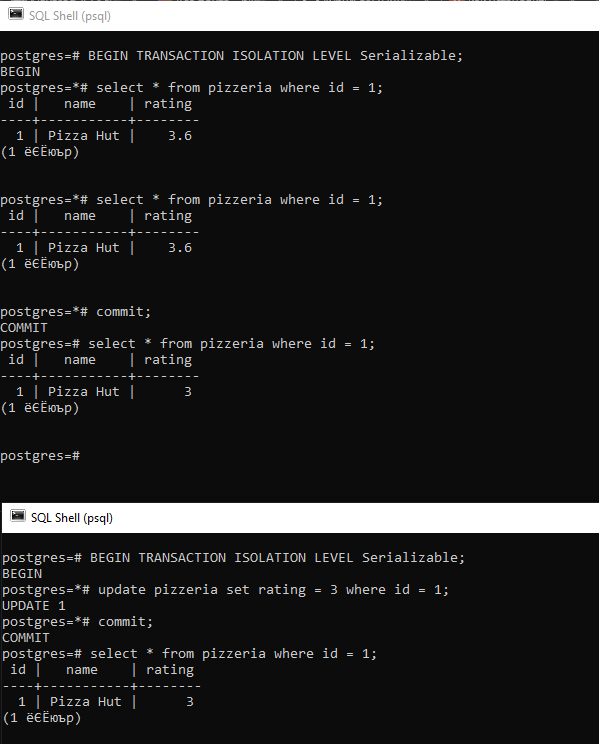 SQL Shell (psql)
postgres=# BEGIN TRANSACTION ISOLATION LEVEL Serializable;
BEGIN
postgres=*# select * from pizzeria where id = 1;
 id |   name    | rating
----+-----------+--------
  1 | Pizza Hut |    3.6
(1 ёЄЁюър)
postgres=*# select * from pizzeria where id = 1;
 id |   name    | rating
----+-----------+--------
  1 | Pizza Hut |    3.6
(1 ёЄЁюър)
postgres=*# commit;
COMMIT
postgres=# select * from pizzeria where id = 1;
 id |   name    | rating
----+-----------+--------
  1 | Pizza Hut |      3
(1 ёЄЁюър)
postgres=#
SQL Shell (psql)
postgres=# BEGIN TRANSACTION ISOLATION LEVEL Serializable;
BEGIN
postgres=*# update pizzeria set rating = 3 where id = 1;
UPDATE 1
postgres=*# commit;
COMMIT
postgres=# select * from pizzeria where id = 1;
 id |   name    | rating
----+-----------+--------
  1 | Pizza Hut |      3
(1 ёЄЁюър)